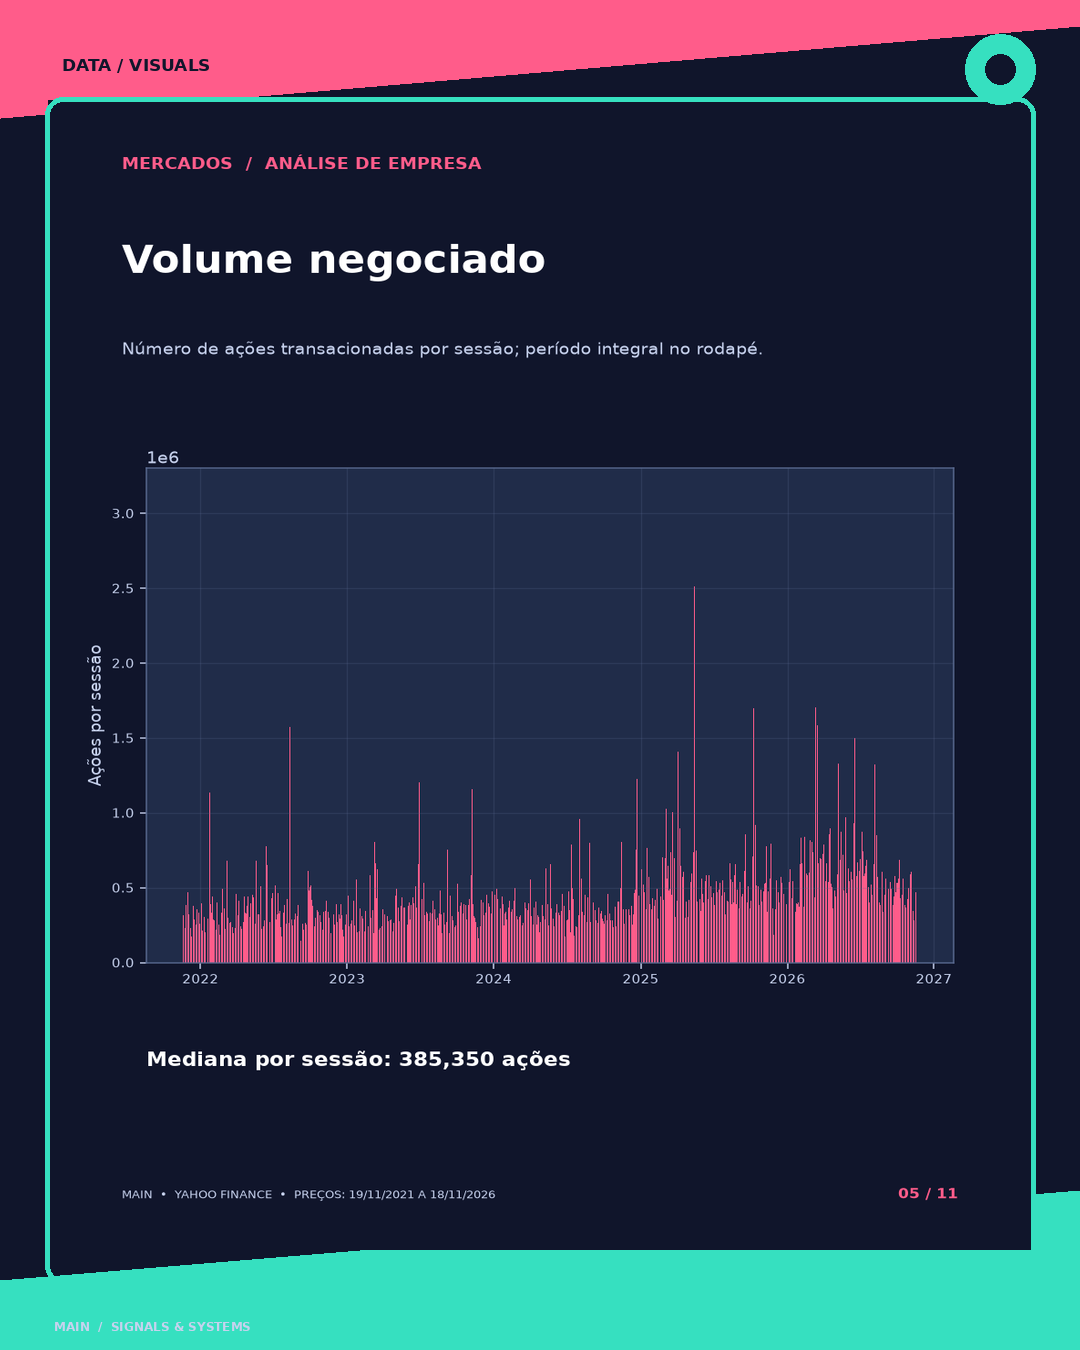 DATA / VISUALS
MERCADOS / ANÁLISE DE EMPRESA
Volume negociado
Número de ações transacionadas por sessão; período integral no rodapé.
1e6
3.0
2.5
2.0
1.5
1.0
0.5
0.0
Ações por sessão
2022 2023 2024 2025 2026 2027
Mediana por sessão: 385,350 ações
MAIN • YAHOO FINANCE • PREÇOS: 19/11/2021 A 18/11/2026
05 / 11
MAIN / SIGNALS & SYSTEMS